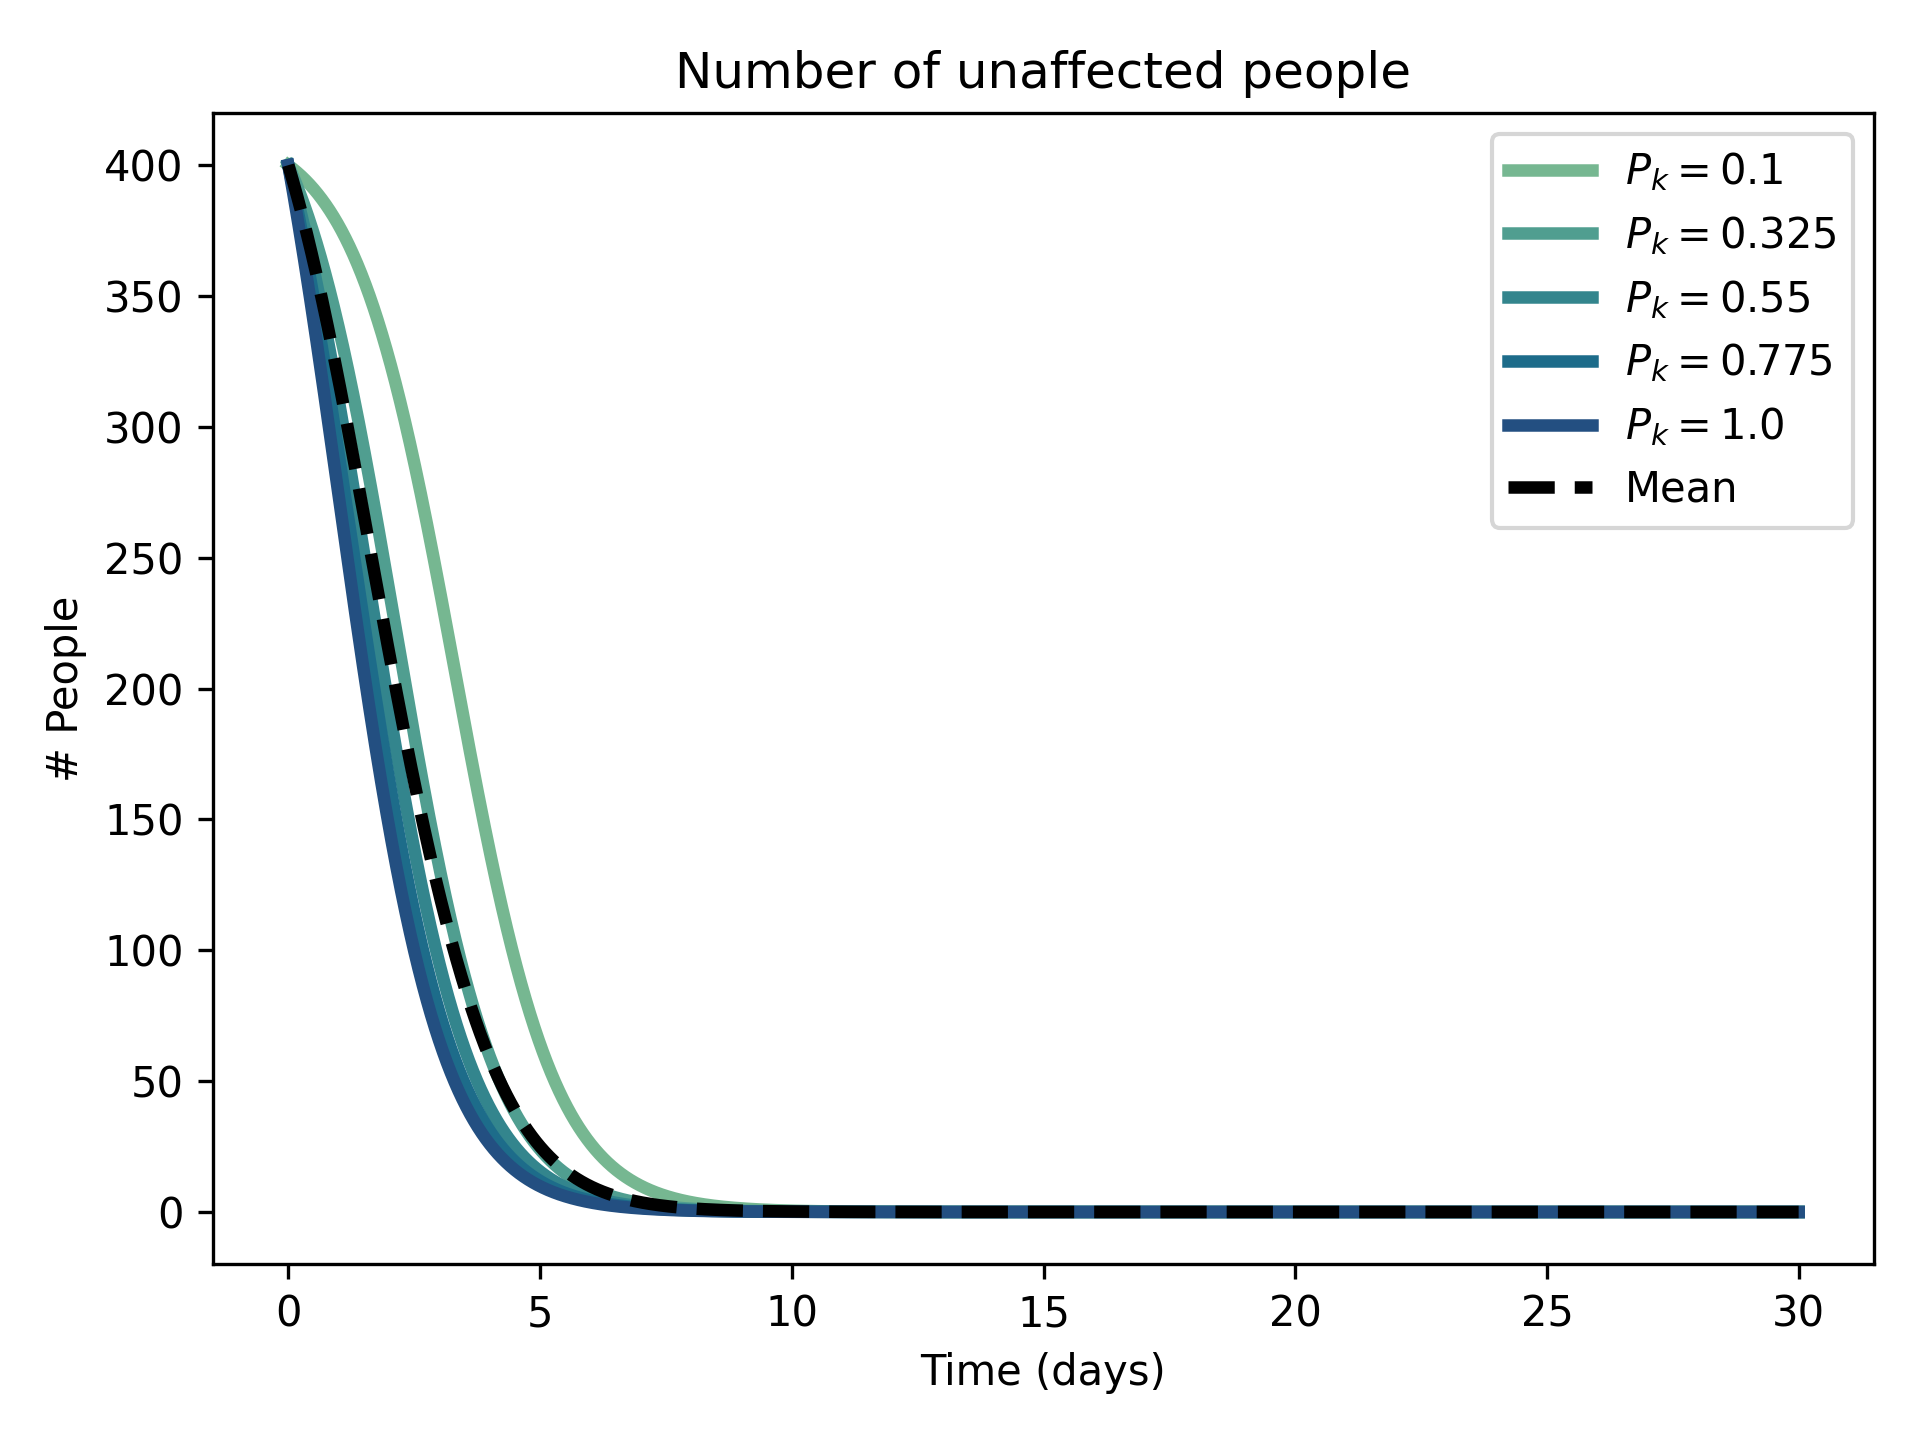 Number of unaffected people
# People
400
350
300
250
200
150
100
50
0
P_k = 0.1
P_k = 0.325
P_k = 0.55
P_k = 0.775
P_k = 1.0
Mean
0 5 10 15 20 25 30
Time (days)